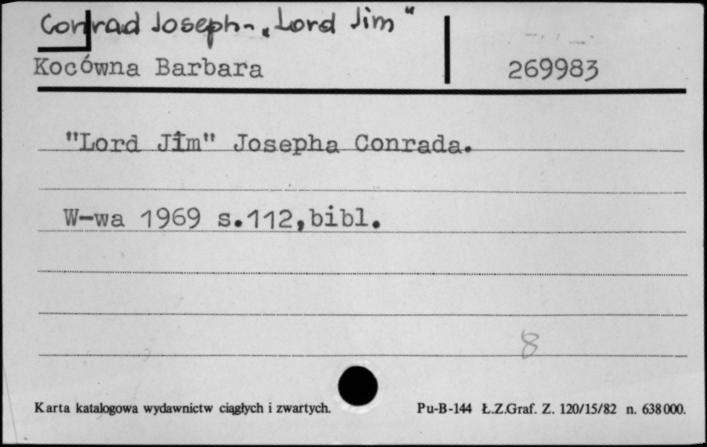 Conrad Joseph - „Lord Jim"
Kocówna Barbara 269983
"Lord Jim" Josepha Conrada.
W-wa 1969 s.112,bibl.
8
Karta katalogowa wydawnictw ciągłych i zwartych. Pu-B-144 Ł.Z.Graf. Z. 120/15/82 n. 638000.